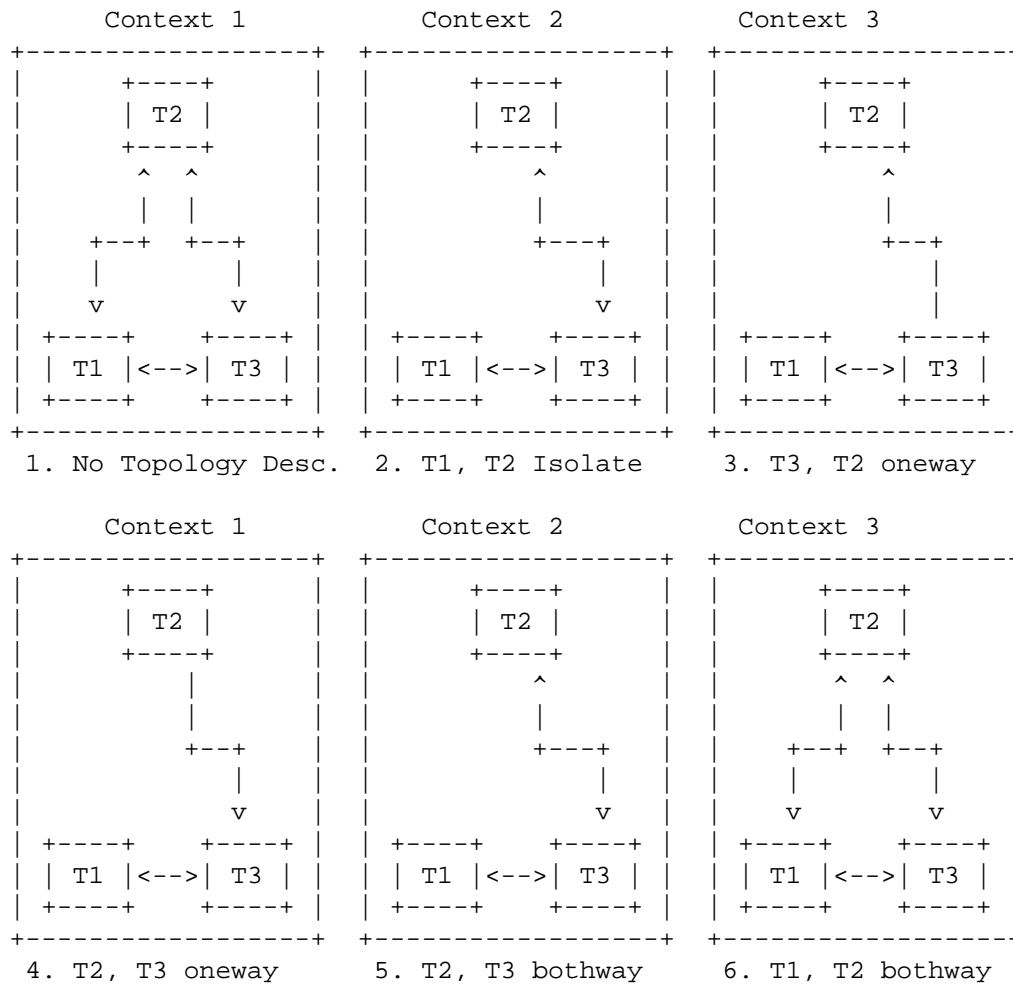 Context 1 Context 2 Context 3
T2 T2 T2
T1 <--> T3 T1 <--> T3 T1 <--> T3
1. No Topology Desc. 2. T1, T2 Isolate 3. T3, T2 oneway
Context 1 Context 2 Context 3
T2 T2 T2
T1 <--> T3 T1 <--> T3 T1 <--> T3
4. T2, T3 oneway 5. T2, T3 bothway 6. T1, T2 bothway